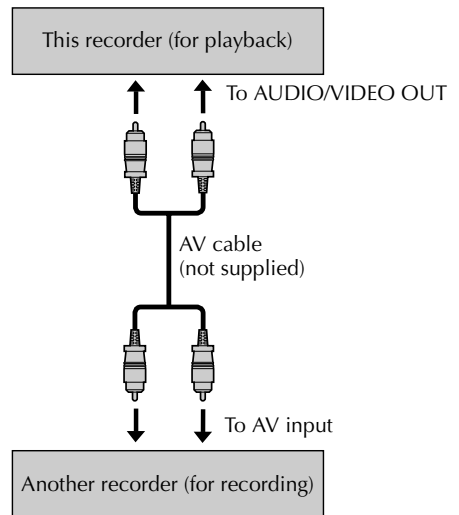 This recorder (for playback)
To AUDIO/VIDEO OUT
AV cable
(not supplied)
To AV input
Another recorder (for recording)